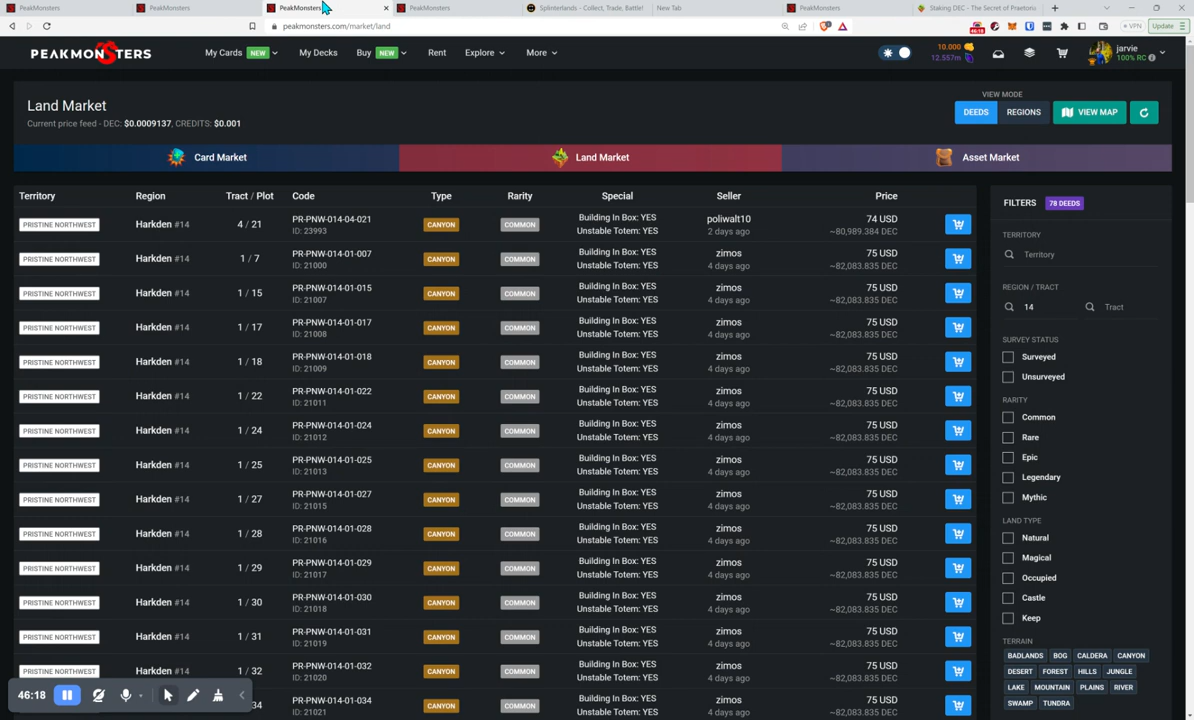 PeakMonsters
PeakMonsters
PeakMonsters
PeakMonsters
Splinterlands - Collect, Trade, Battle!
New Tab
PeakMonsters
Staking DEC - The Secret of Praetoria
peakmonsters.com/market/land
VPN
Update
PEAKMONSTERS
My Cards NEW
My Decks
Buy NEW
Rent
Explore
More
10.000
12.557m
jarvie
100% RC
Land Market
Current price feed - DEC: $0.0009137, CREDITS: $0.001
VIEW MODE
DEEDS REGIONS VIEW MAP
Card Market Land Market Asset Market
Territory Region Tract / Plot Code Type Rarity Special Seller Price
PRISTINE NORTHWEST Harkden #14 4 / 21 PR-PNW-014-04-021 CANYON COMMON Building In Box: YES poliwalt10 74 USD
ID: 23993 Unstable Totem: YES 2 days ago ~80,989.384 DEC
PRISTINE NORTHWEST Harkden #14 1 / 7 PR-PNW-014-01-007 CANYON COMMON Building In Box: YES zimos 75 USD
ID: 21000 Unstable Totem: YES 4 days ago ~82,083.835 DEC
PRISTINE NORTHWEST Harkden #14 1 / 15 PR-PNW-014-01-015 CANYON COMMON Building In Box: YES zimos 75 USD
ID: 21007 Unstable Totem: YES 4 days ago ~82,083.835 DEC
PRISTINE NORTHWEST Harkden #14 1 / 17 PR-PNW-014-01-017 CANYON COMMON Building In Box: YES zimos 75 USD
ID: 21008 Unstable Totem: YES 4 days ago ~82,083.835 DEC
PRISTINE NORTHWEST Harkden #14 1 / 18 PR-PNW-014-01-018 CANYON COMMON Building In Box: YES zimos 75 USD
ID: 21009 Unstable Totem: YES 4 days ago ~82,083.835 DEC
PRISTINE NORTHWEST Harkden #14 1 / 22 PR-PNW-014-01-022 CANYON COMMON Building In Box: YES zimos 75 USD
ID: 21011 Unstable Totem: YES 4 days ago ~82,083.835 DEC
PRISTINE NORTHWEST Harkden #14 1 / 24 PR-PNW-014-01-024 CANYON COMMON Building In Box: YES zimos 75 USD
ID: 21012 Unstable Totem: YES 4 days ago ~82,083.835 DEC
PRISTINE NORTHWEST Harkden #14 1 / 25 PR-PNW-014-01-025 CANYON COMMON Building In Box: YES zimos 75 USD
ID: 21013 Unstable Totem: YES 4 days ago ~82,083.835 DEC
PRISTINE NORTHWEST Harkden #14 1 / 27 PR-PNW-014-01-027 CANYON COMMON Building In Box: YES zimos 75 USD
ID: 21015 Unstable Totem: YES 4 days ago ~82,083.835 DEC
PRISTINE NORTHWEST Harkden #14 1 / 28 PR-PNW-014-01-028 CANYON COMMON Building In Box: YES zimos 75 USD
ID: 21016 Unstable Totem: YES 4 days ago ~82,083.835 DEC
PRISTINE NORTHWEST Harkden #14 1 / 29 PR-PNW-014-01-029 CANYON COMMON Building In Box: YES zimos 75 USD
ID: 21017 Unstable Totem: YES 4 days ago ~82,083.835 DEC
PRISTINE NORTHWEST Harkden #14 1 / 30 PR-PNW-014-01-030 CANYON COMMON Building In Box: YES zimos 75 USD
ID: 21018 Unstable Totem: YES 4 days ago ~82,083.835 DEC
PRISTINE NORTHWEST Harkden #14 1 / 31 PR-PNW-014-01-031 CANYON COMMON Building In Box: YES zimos 75 USD
ID: 21019 Unstable Totem: YES 4 days ago ~82,083.835 DEC
PRISTINE NORTHWEST Harkden #14 1 / 32 PR-PNW-014-01-032 CANYON COMMON Building In Box: YES zimos 75 USD
ID: 21020 Unstable Totem: YES 4 days ago ~82,083.835 DEC
34 PR-PNW-014-01-034 CANYON COMMON Building In Box: YES zimos 75 USD
ID: 21021 Unstable Totem: YES 4 days ago ~82,083.835 DEC
46:18
FILTERS 78 DEEDS
TERRITORY
Territory
REGION / TRACT
14 Tract
SURVEY STATUS
Surveyed
Unsurveyed
RARITY
Common
Rare
Epic
Legendary
Mythic
LAND TYPE
Natural
Magical
Occupied
Castle
Keep
TERRAIN
BADLANDS BOG CALDERA CANYON
DESERT FOREST HILLS JUNGLE
LAKE MOUNTAIN PLAINS RIVER
SWAMP TUNDRA